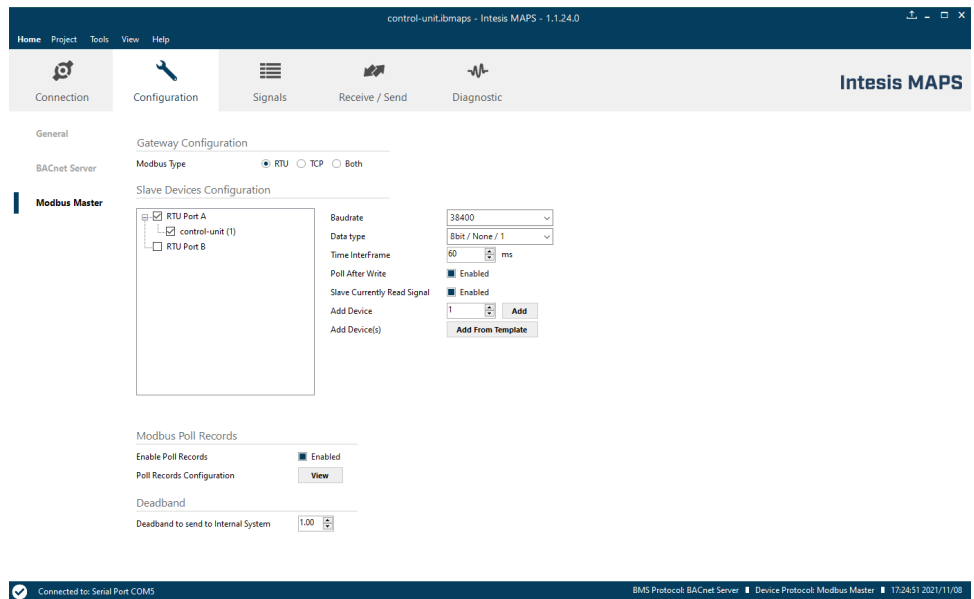 control-unit.ibmaps - Intesis MAPS - 1.1.24.0
Home Project Tools View Help
Connection Configuration Signals Receive / Send Diagnostic
Intesis MAPS
General
BACnet Server
Modbus Master
Gateway Configuration
Modbus Type RTU TCP Both
Slave Devices Configuration
RTU Port A
control-unit (1)
RTU Port B
Baudrate 38400
Data type 8bit / None / 1
Time InterFrame 60 ms
Poll After Write Enabled
Slave Currently Read Signal Enabled
Add Device 1 Add
Add Device(s) Add From Template
Modbus Poll Records
Enable Poll Records Enabled
Poll Records Configuration View
Deadband
Deadband to send to Internal System 1.00
Connected to: Serial Port COM5 BMS Protocol: BACnet Server Device Protocol: Modbus Master 17:24:51 2021/11/08